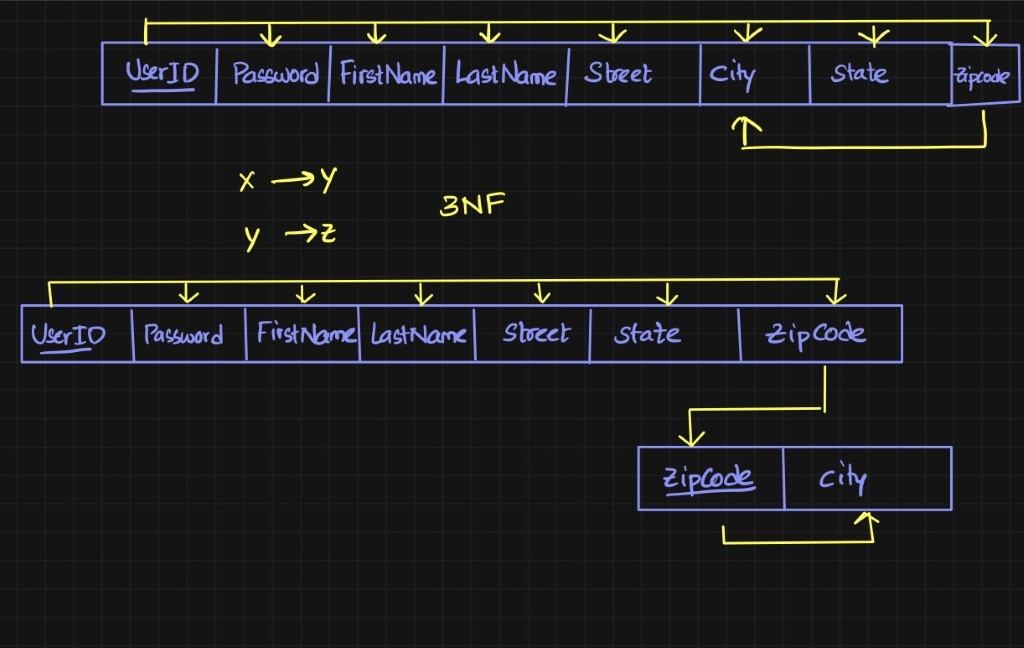 UserID Password FirstName LastName Street City State Zipcode
X → Y
3NF
Y → Z
UserID Password FirstName LastName Street State ZipCode
ZipCode City